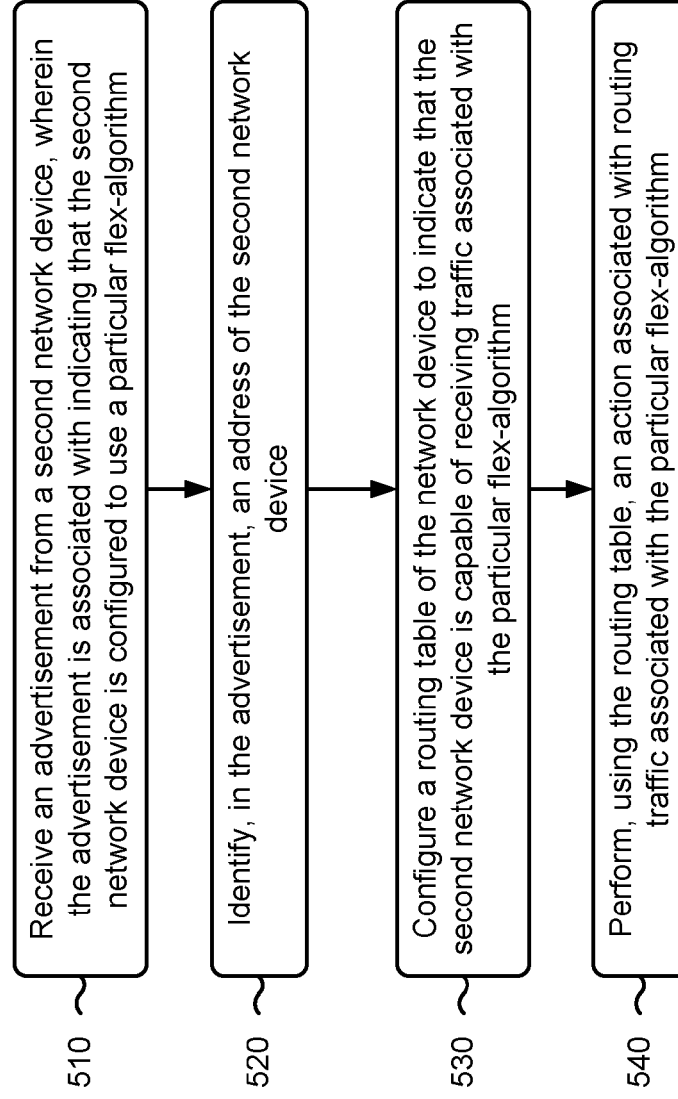 510
Receive an advertisement from a second network device, wherein
the advertisement is associated with indicating that the second
network device is configured to use a particular flex-algorithm
520
Identify, in the advertisement, an address of the second network
device
530
Configure a routing table of the network device to indicate that the
second network device is capable of receiving traffic associated with
the particular flex-algorithm
540
Perform, using the routing table, an action associated with routing
traffic associated with the particular flex-algorithm